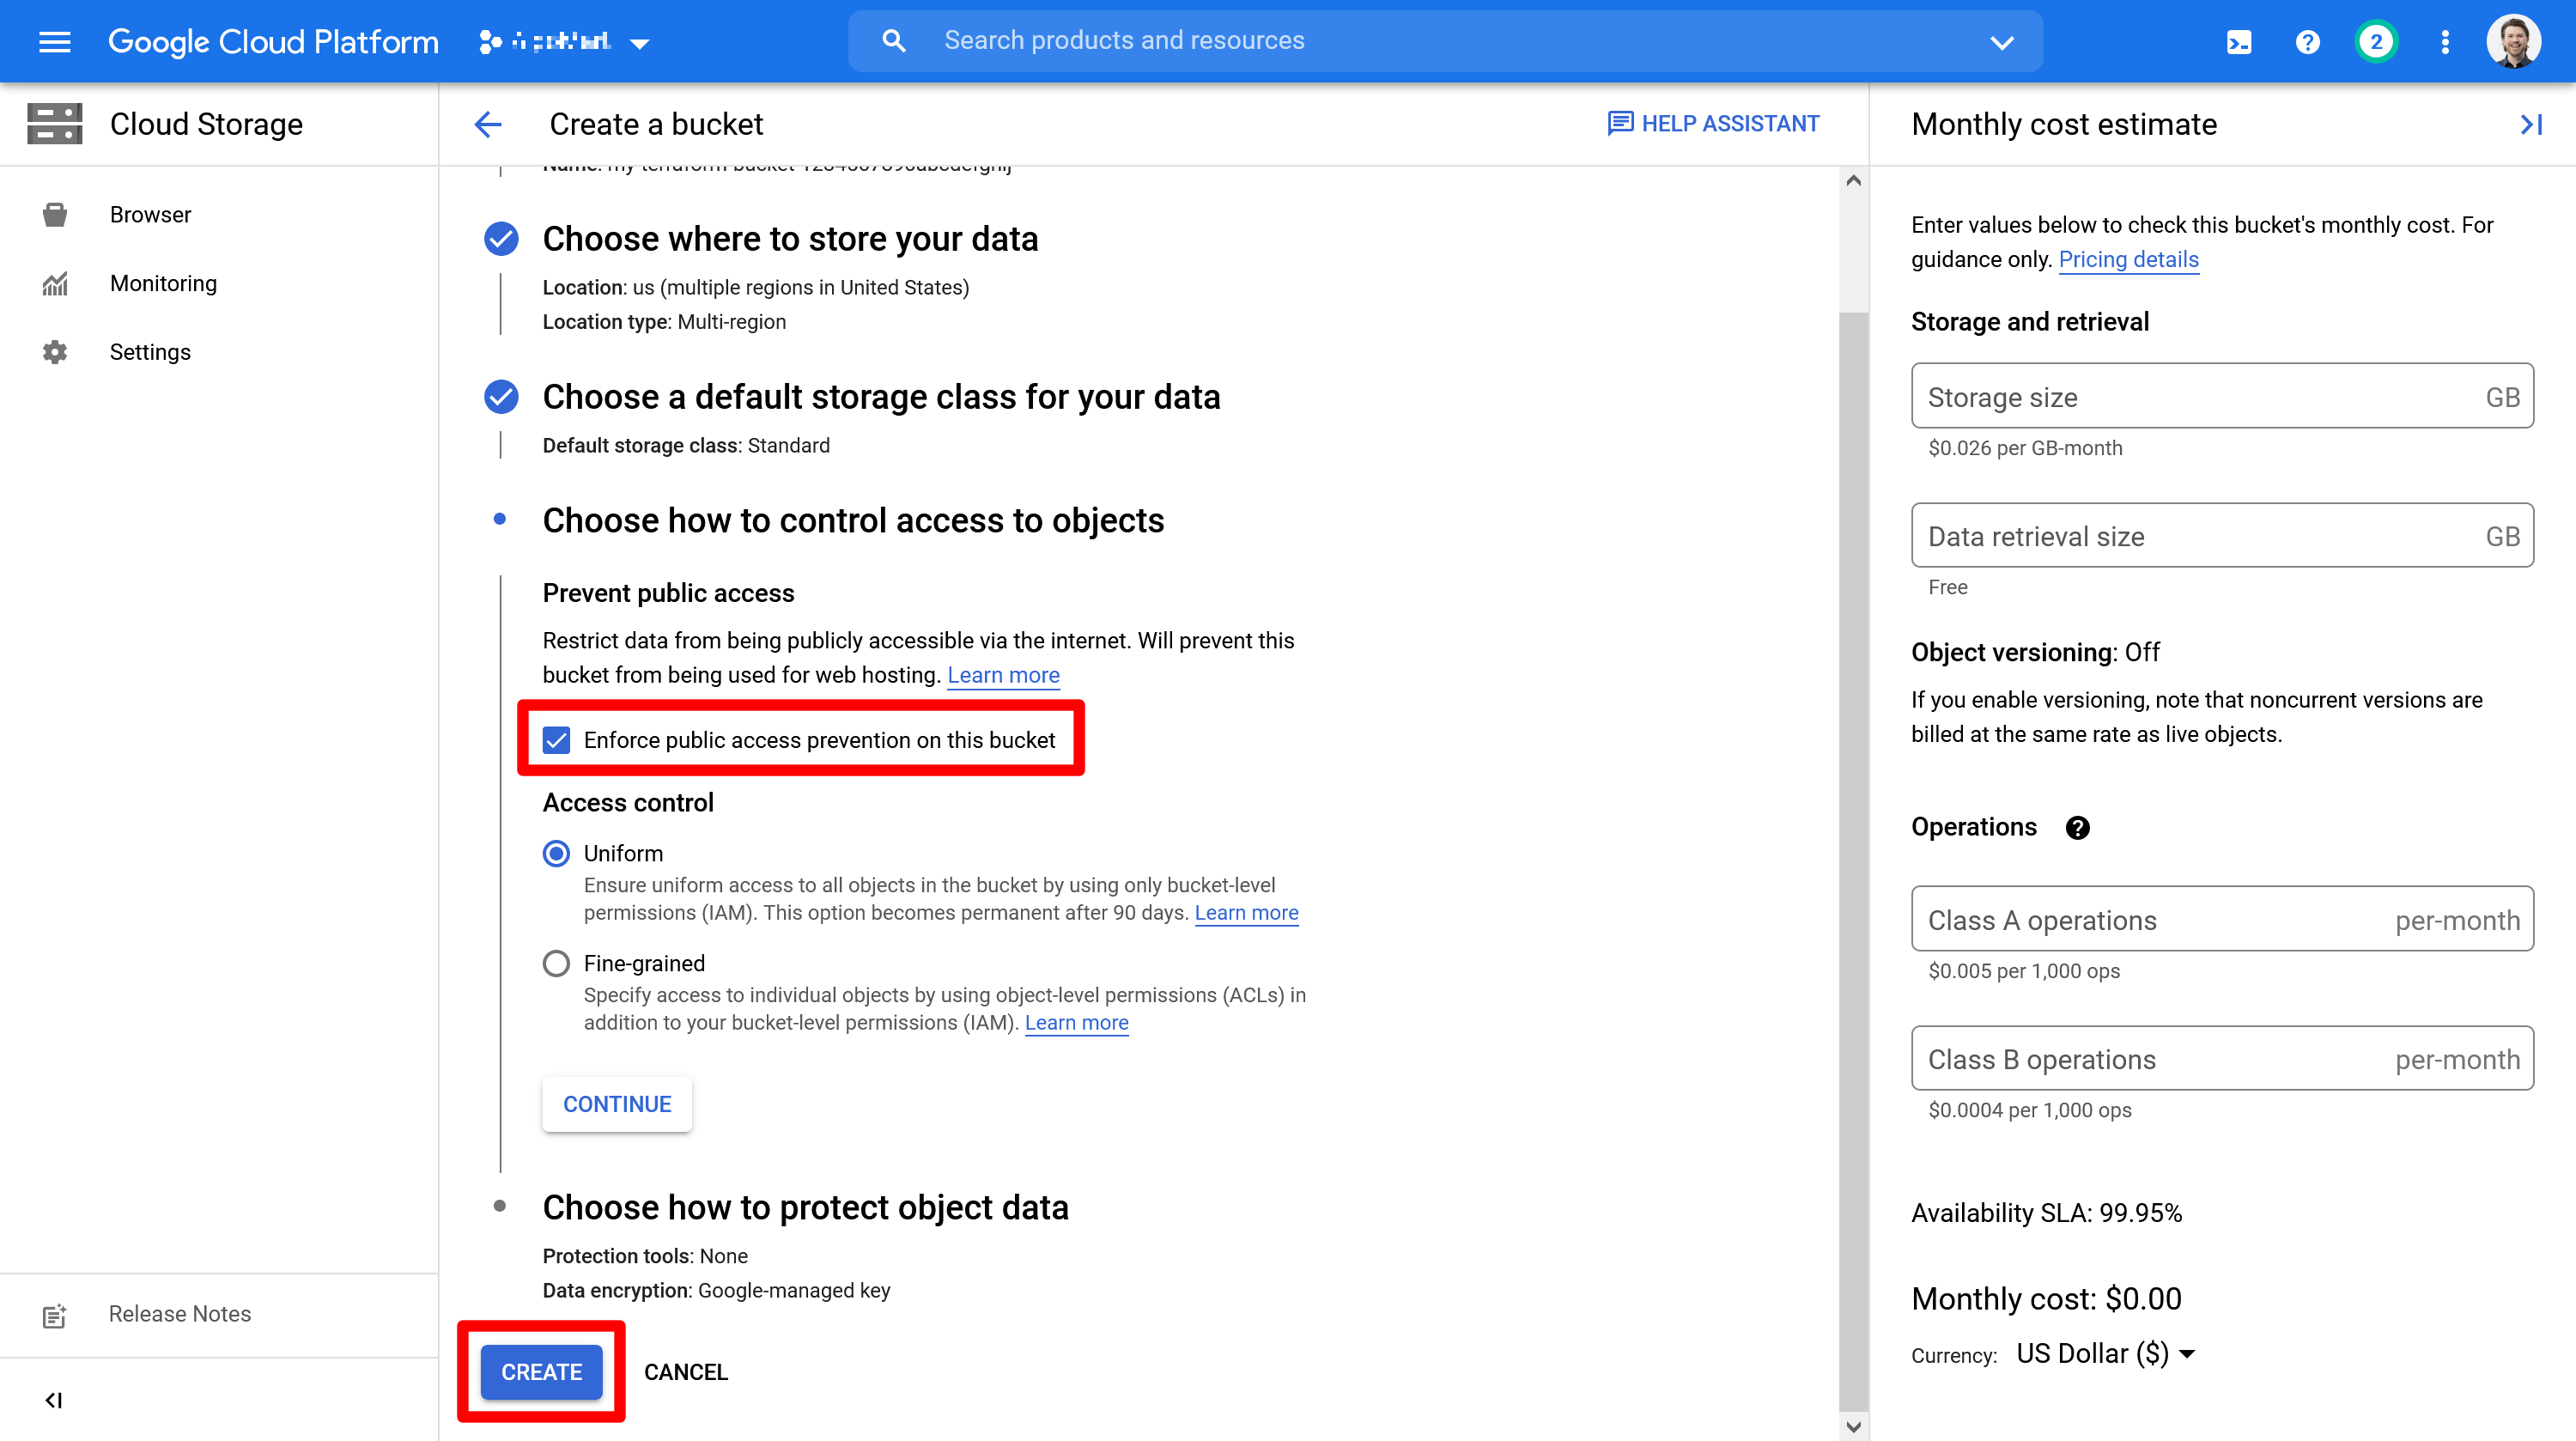 Google Cloud Platform
Search products and resources
2
Cloud Storage
Create a bucket
HELP ASSISTANT
Monthly cost estimate
Browser
Monitoring
Settings
Release Notes
Name: my-terraform-bucket-1234567890abcdefghij
Choose where to store your data
Location: us (multiple regions in United States)
Location type: Multi-region
Choose a default storage class for your data
Default storage class: Standard
Choose how to control access to objects
Prevent public access
Restrict data from being publicly accessible via the internet. Will prevent this
bucket from being used for web hosting. Learn more
Enforce public access prevention on this bucket
Access control
Uniform
Ensure uniform access to all objects in the bucket by using only bucket-level
permissions (IAM). This option becomes permanent after 90 days. Learn more
Fine-grained
Specify access to individual objects by using object-level permissions (ACLs) in
addition to your bucket-level permissions (IAM). Learn more
CONTINUE
Choose how to protect object data
Protection tools: None
Data encryption: Google-managed key
CREATE
CANCEL
Enter values below to check this bucket's monthly cost. For
guidance only. Pricing details
Storage and retrieval
Storage size GB
$0.026 per GB-month
Data retrieval size GB
Free
Object versioning: Off
If you enable versioning, note that noncurrent versions are
billed at the same rate as live objects.
Operations
Class A operations per-month
$0.005 per 1,000 ops
Class B operations per-month
$0.0004 per 1,000 ops
Availability SLA: 99.95%
Monthly cost: $0.00
Currency: US Dollar ($)